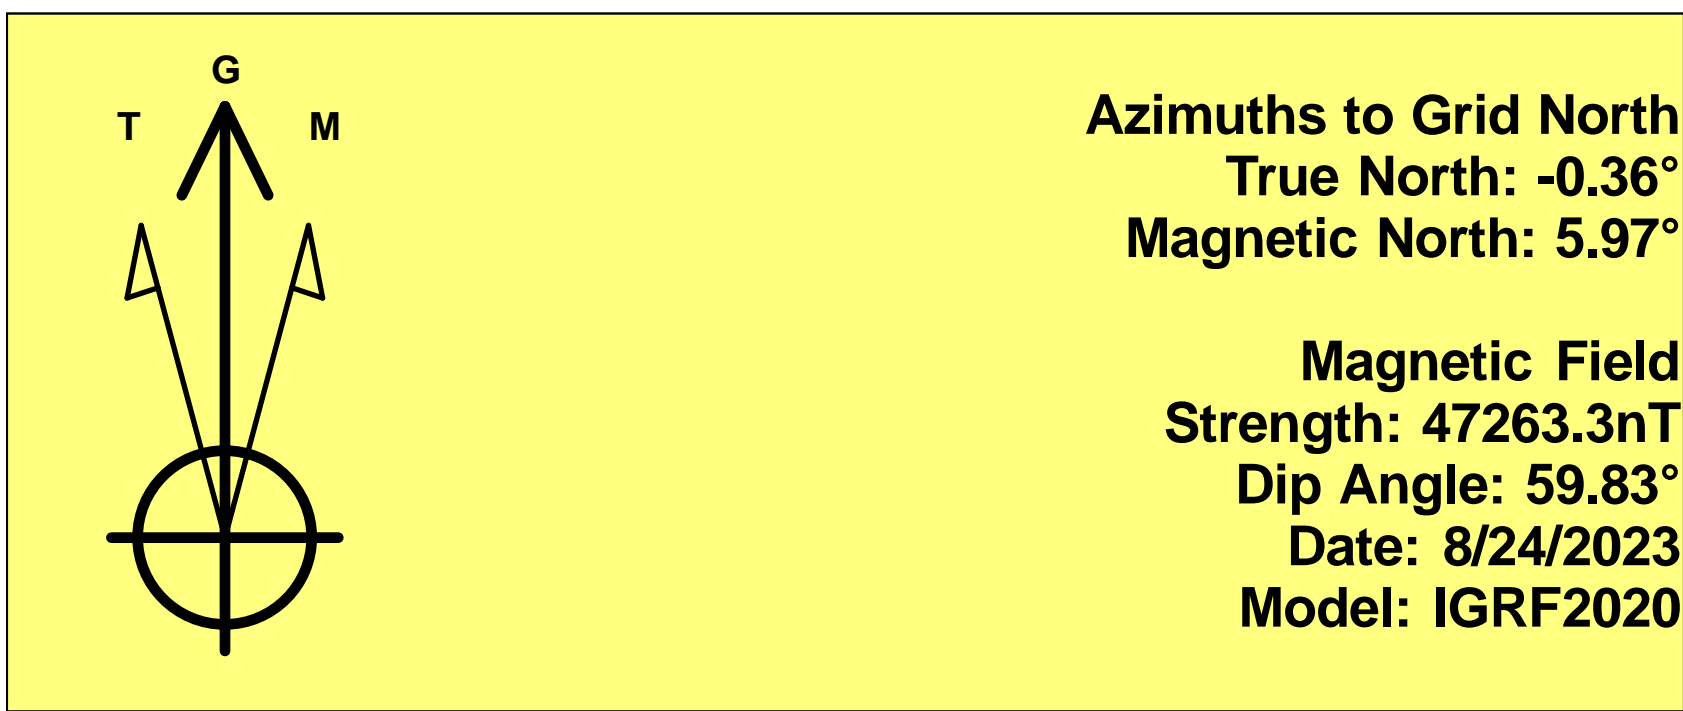 G
T M
Azimuths to Grid North
True North: -0.36°
Magnetic North: 5.97°
Magnetic Field
Strength: 47263.3nT
Dip Angle: 59.83°
Date: 8/24/2023
Model: IGRF2020